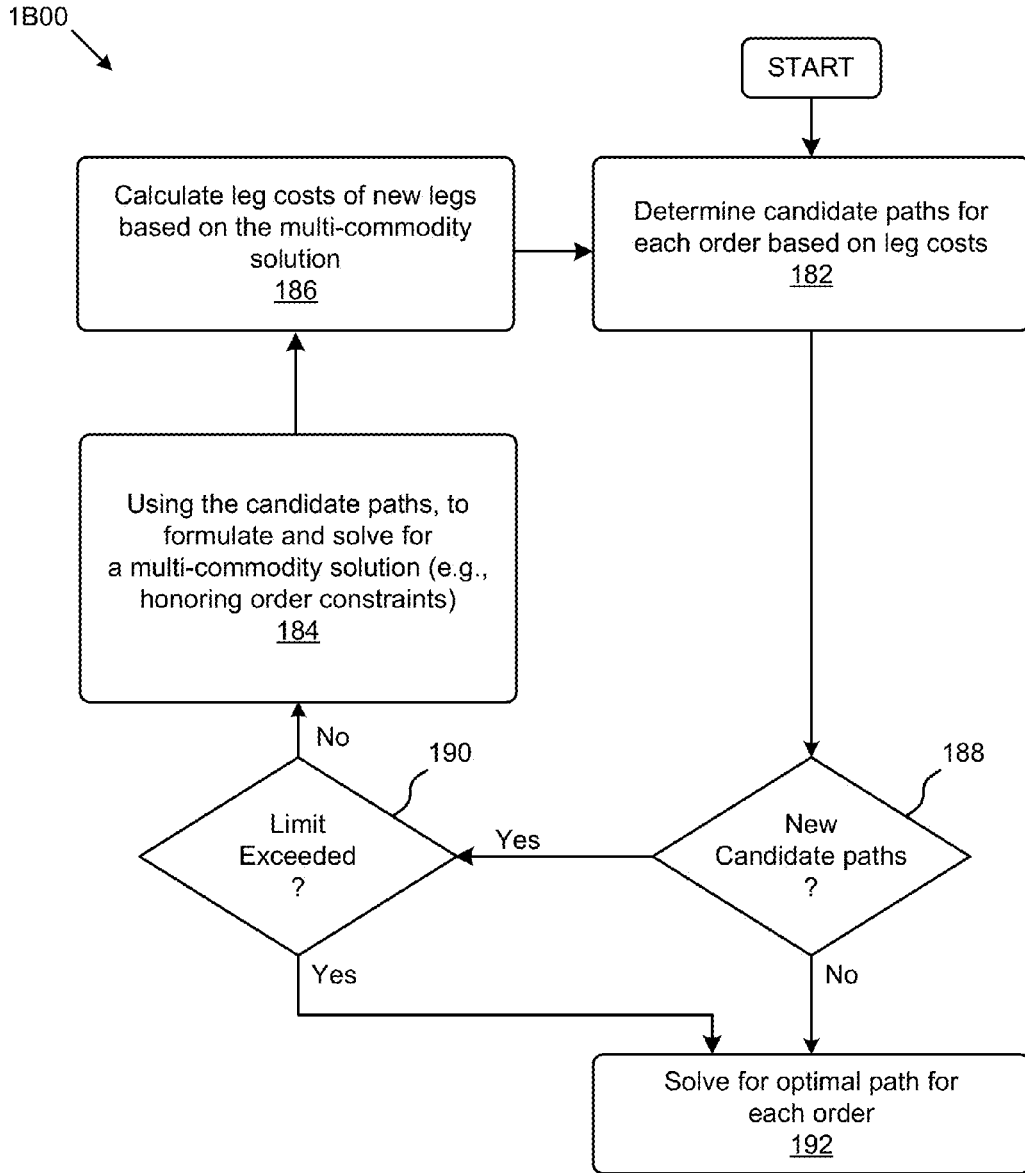 1B00
START
Calculate leg costs of new legs
based on the multi-commodity
solution
186
Determine candidate paths for
each order based on leg costs
182
Using the candidate paths, to
formulate and solve for
a multi-commodity solution (e.g.,
honoring order constraints)
184
No
190
188
Limit
Exceeded
?
Yes
New
Candidate paths
?
Yes
No
Solve for optimal path for
each order
192